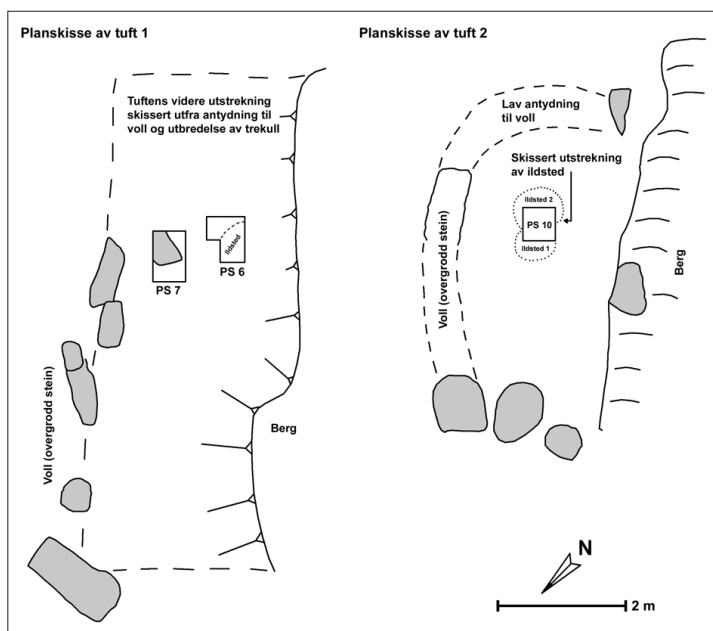 Planskisse av tuft 1
Tuftens videre utstrekning
skissert utfra antydning til
voll og utbredelse av trekull
Ildsted
PS 7
PS 6
Voll (overgrodd stein)
Berg
Planskisse av tuft 2
Lav antydning
til voll
Skissert utstrekning
av ildsted
Ildsted 2
PS 10
Ildsted 1
Voll (overgrodd stein)
Berg
N
2 m